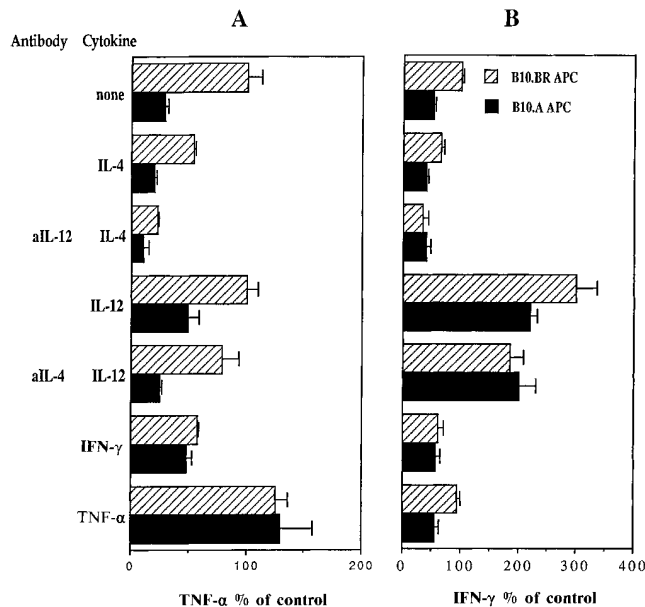 A
B
Antibody Cytokine
none
IL-4
aIL-12 IL-4
IL-12
aIL-4 IL-12
IFN-γ
TNF-α
B10.BR APC
B10.A APC
0 100 200
0 100 200 300 400
TNF-α % of control
IFN-γ % of control